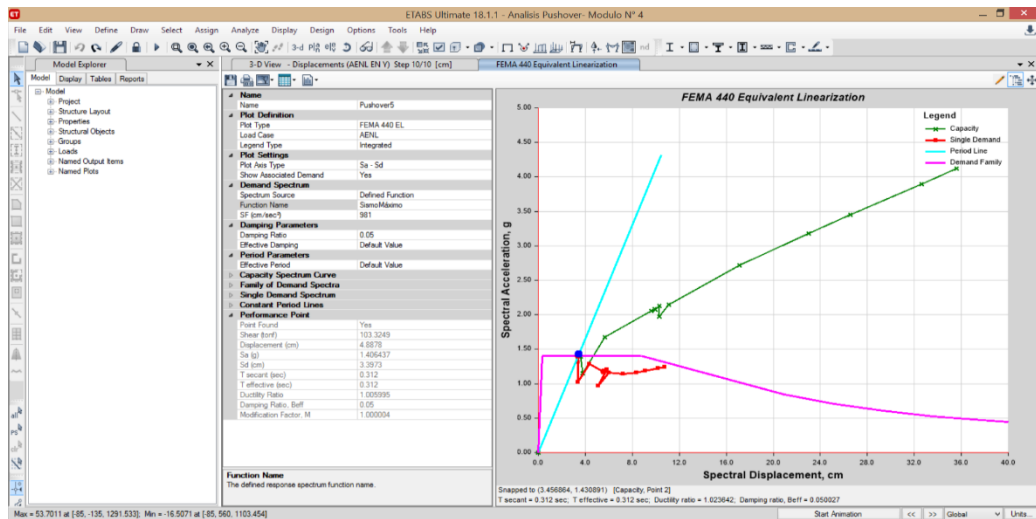 ETABS Ultimate 18.1.1 - Analisis Pushover- Modulo N° 4
File Edit View Define Draw Select Assign Analyze Display Design Options Tools Help
Model Explorer
3-D View - Displacements (AENL EN Y) Step 10/10 [cm]
FEMA 440 Equivalent Linearization
Model Display Tables Reports
Model
Project
Structure Layout
Properties
Structural Objects
Groups
Loads
Named Output Items
Named Plots
Name
Name Pushover5
Plot Definition
Plot Type FEMA 440 EL
Load Case AENL
Legend Type Integrated
Plot Settings
Plot Axis Type Sa - Sd
Show Associated Demand Yes
Demand Spectrum
Spectrum Source Defined Function
Function Name SismoMáximo
SF (cm/sec²) 981
Damping Parameters
Damping Ratio 0.05
Effective Damping Default Value
Period Parameters
Effective Period Default Value
Capacity Spectrum Curve
Family of Demand Spectra
Single Demand Spectrum
Constant Period Lines
Performance Point
Point Found Yes
Shear (tonf) 103.3249
Displacement (cm) 4.8878
Sa (g) 1.406437
Sd (cm) 3.3973
T secant (sec) 0.312
T effective (sec) 0.312
Ductility Ratio 1.005995
Damping Ratio, Beff 0.05
Modification Factor, M 1.000004
Function Name
The defined response spectrum function name.
FEMA 440 Equivalent Linearization
Legend
Capacity
Single Demand
Period Line
Demand Family
Spectral Acceleration, g
5.00
4.50
4.00
3.50
3.00
2.50
2.00
1.50
1.00
0.50
0.00
0.0 4.0 8.0 12.0 16.0 20.0 24.0 28.0 32.0 36.0 40.0
Spectral Displacement, cm
Snapped to (3.456864, 1.430891) [Capacity, Point 2]
T secant = 0.312 sec; T effective = 0.312 sec; Ductility ratio = 1.023642; Damping ratio, Beff = 0.050027
Max = 53.7011 at [-85, -135, 1291.533]; Min = -16.5071 at [-85, 560, 1103.454]
Start Animation << >> Global Units...